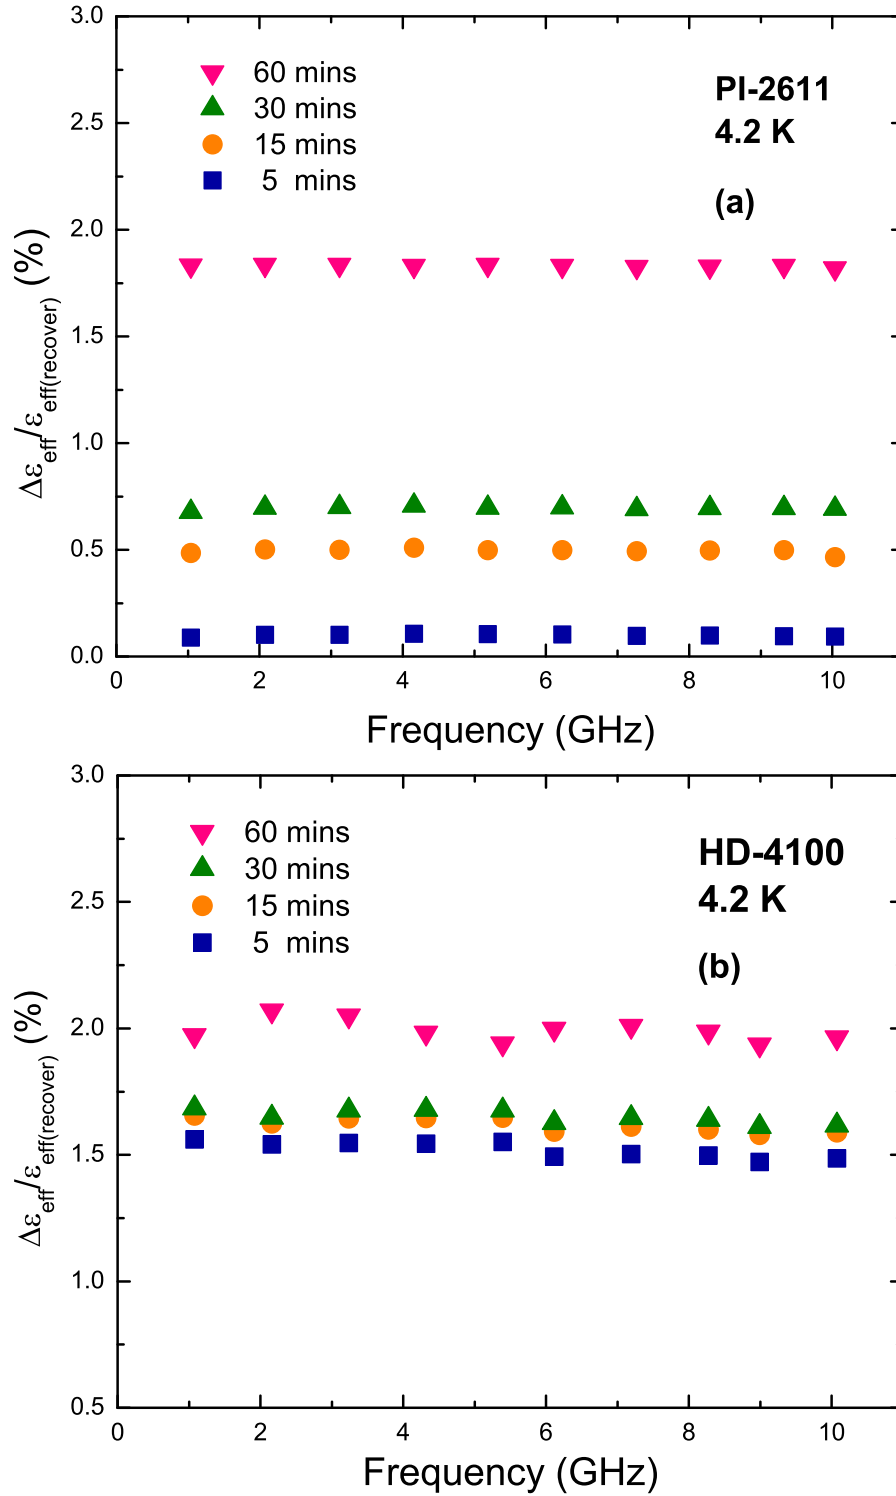 3.0
60 mins
30 mins
15 mins
5 mins
PI-2611
4.2 K
(a)
2.5
2.0
1.5
1.0
0.5
0.0
Δεeff/εeff(recover) (%)
0 2 4 6 8 10
Frequency (GHz)
3.0
60 mins
30 mins
15 mins
5 mins
HD-4100
4.2 K
(b)
2.5
2.0
1.5
1.0
0.5
Δεeff/εeff(recover) (%)
0 2 4 6 8 10
Frequency (GHz)